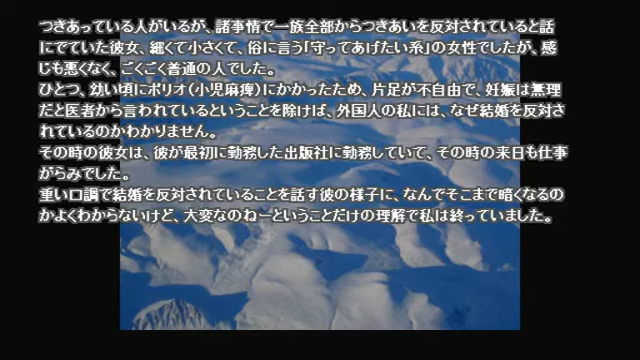 つきあっている人がいるが、諸事情で一族全部からつきあいを反対されていると話
にでていた彼女、細くて小さくて、俗に言う「守ってあげたい系」の女性でしたが、感
じも悪くなく、ごくごく普通の人でした。
ひとつ、幼い頃にポリオ（小児麻痺）にかかったため、片足が不自由で、妊娠は無理
だと医者から言われているということを除けば、外国人の私には、なぜ結婚を反対さ
れているのかわかりません。
その時の彼女は、彼が最初に勤務した出版社に勤務していて、その時の来日も仕事
がらみでした。
重い口調で結婚を反対されていることを話す彼の様子に、なんでそこまで暗くなるの
かよくわからないけど、大変なのねーということだけの理解で私は終っていました。